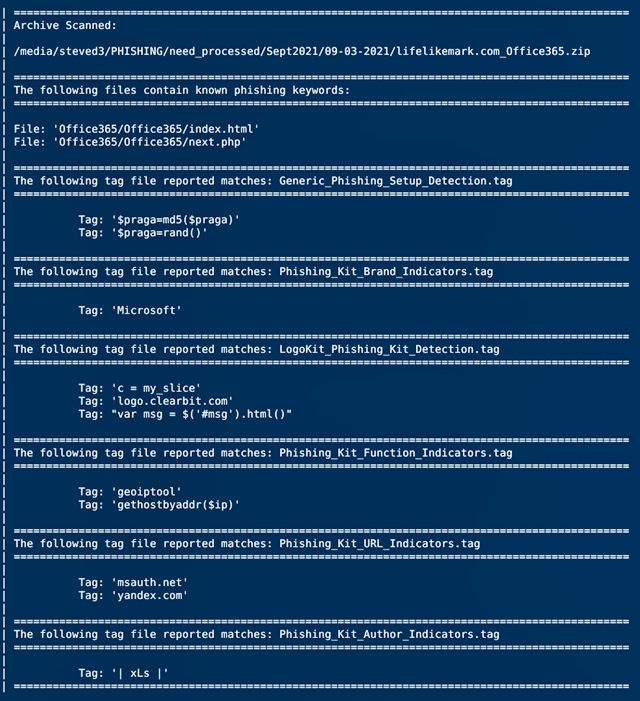 ===============================================================================================
Archive Scanned:
/media/steved3/PHISHING/need_processed/Sept2021/09-03-2021/lifelikemark.com_Office365.zip
===============================================================================================
The following files contain known phishing keywords:
===============================================================================================
File: 'Office365/Office365/index.html'
File: 'Office365/Office365/next.php'
===============================================================================================
The following tag file reported matches: Generic_Phishing_Setup_Detection.tag
===============================================================================================
Tag: '$praga=md5($praga)'
Tag: '$praga=rand()'
===============================================================================================
The following tag file reported matches: Phishing_Kit_Brand_Indicators.tag
===============================================================================================
Tag: 'Microsoft'
===============================================================================================
The following tag file reported matches: LogoKit_Phishing_Kit_Detection.tag
===============================================================================================
Tag: 'c = my_slice'
Tag: 'logo.clearbit.com'
Tag: "var msg = $('#msg').html()"
===============================================================================================
The following tag file reported matches: Phishing_Kit_Function_Indicators.tag
===============================================================================================
Tag: 'geoiptool'
Tag: 'gethostbyaddr($ip)'
===============================================================================================
The following tag file reported matches: Phishing_Kit_URL_Indicators.tag
===============================================================================================
Tag: 'msauth.net'
Tag: 'yandex.com'
===============================================================================================
The following tag file reported matches: Phishing_Kit_Author_Indicators.tag
===============================================================================================
Tag: '| xLs |'
===============================================================================================